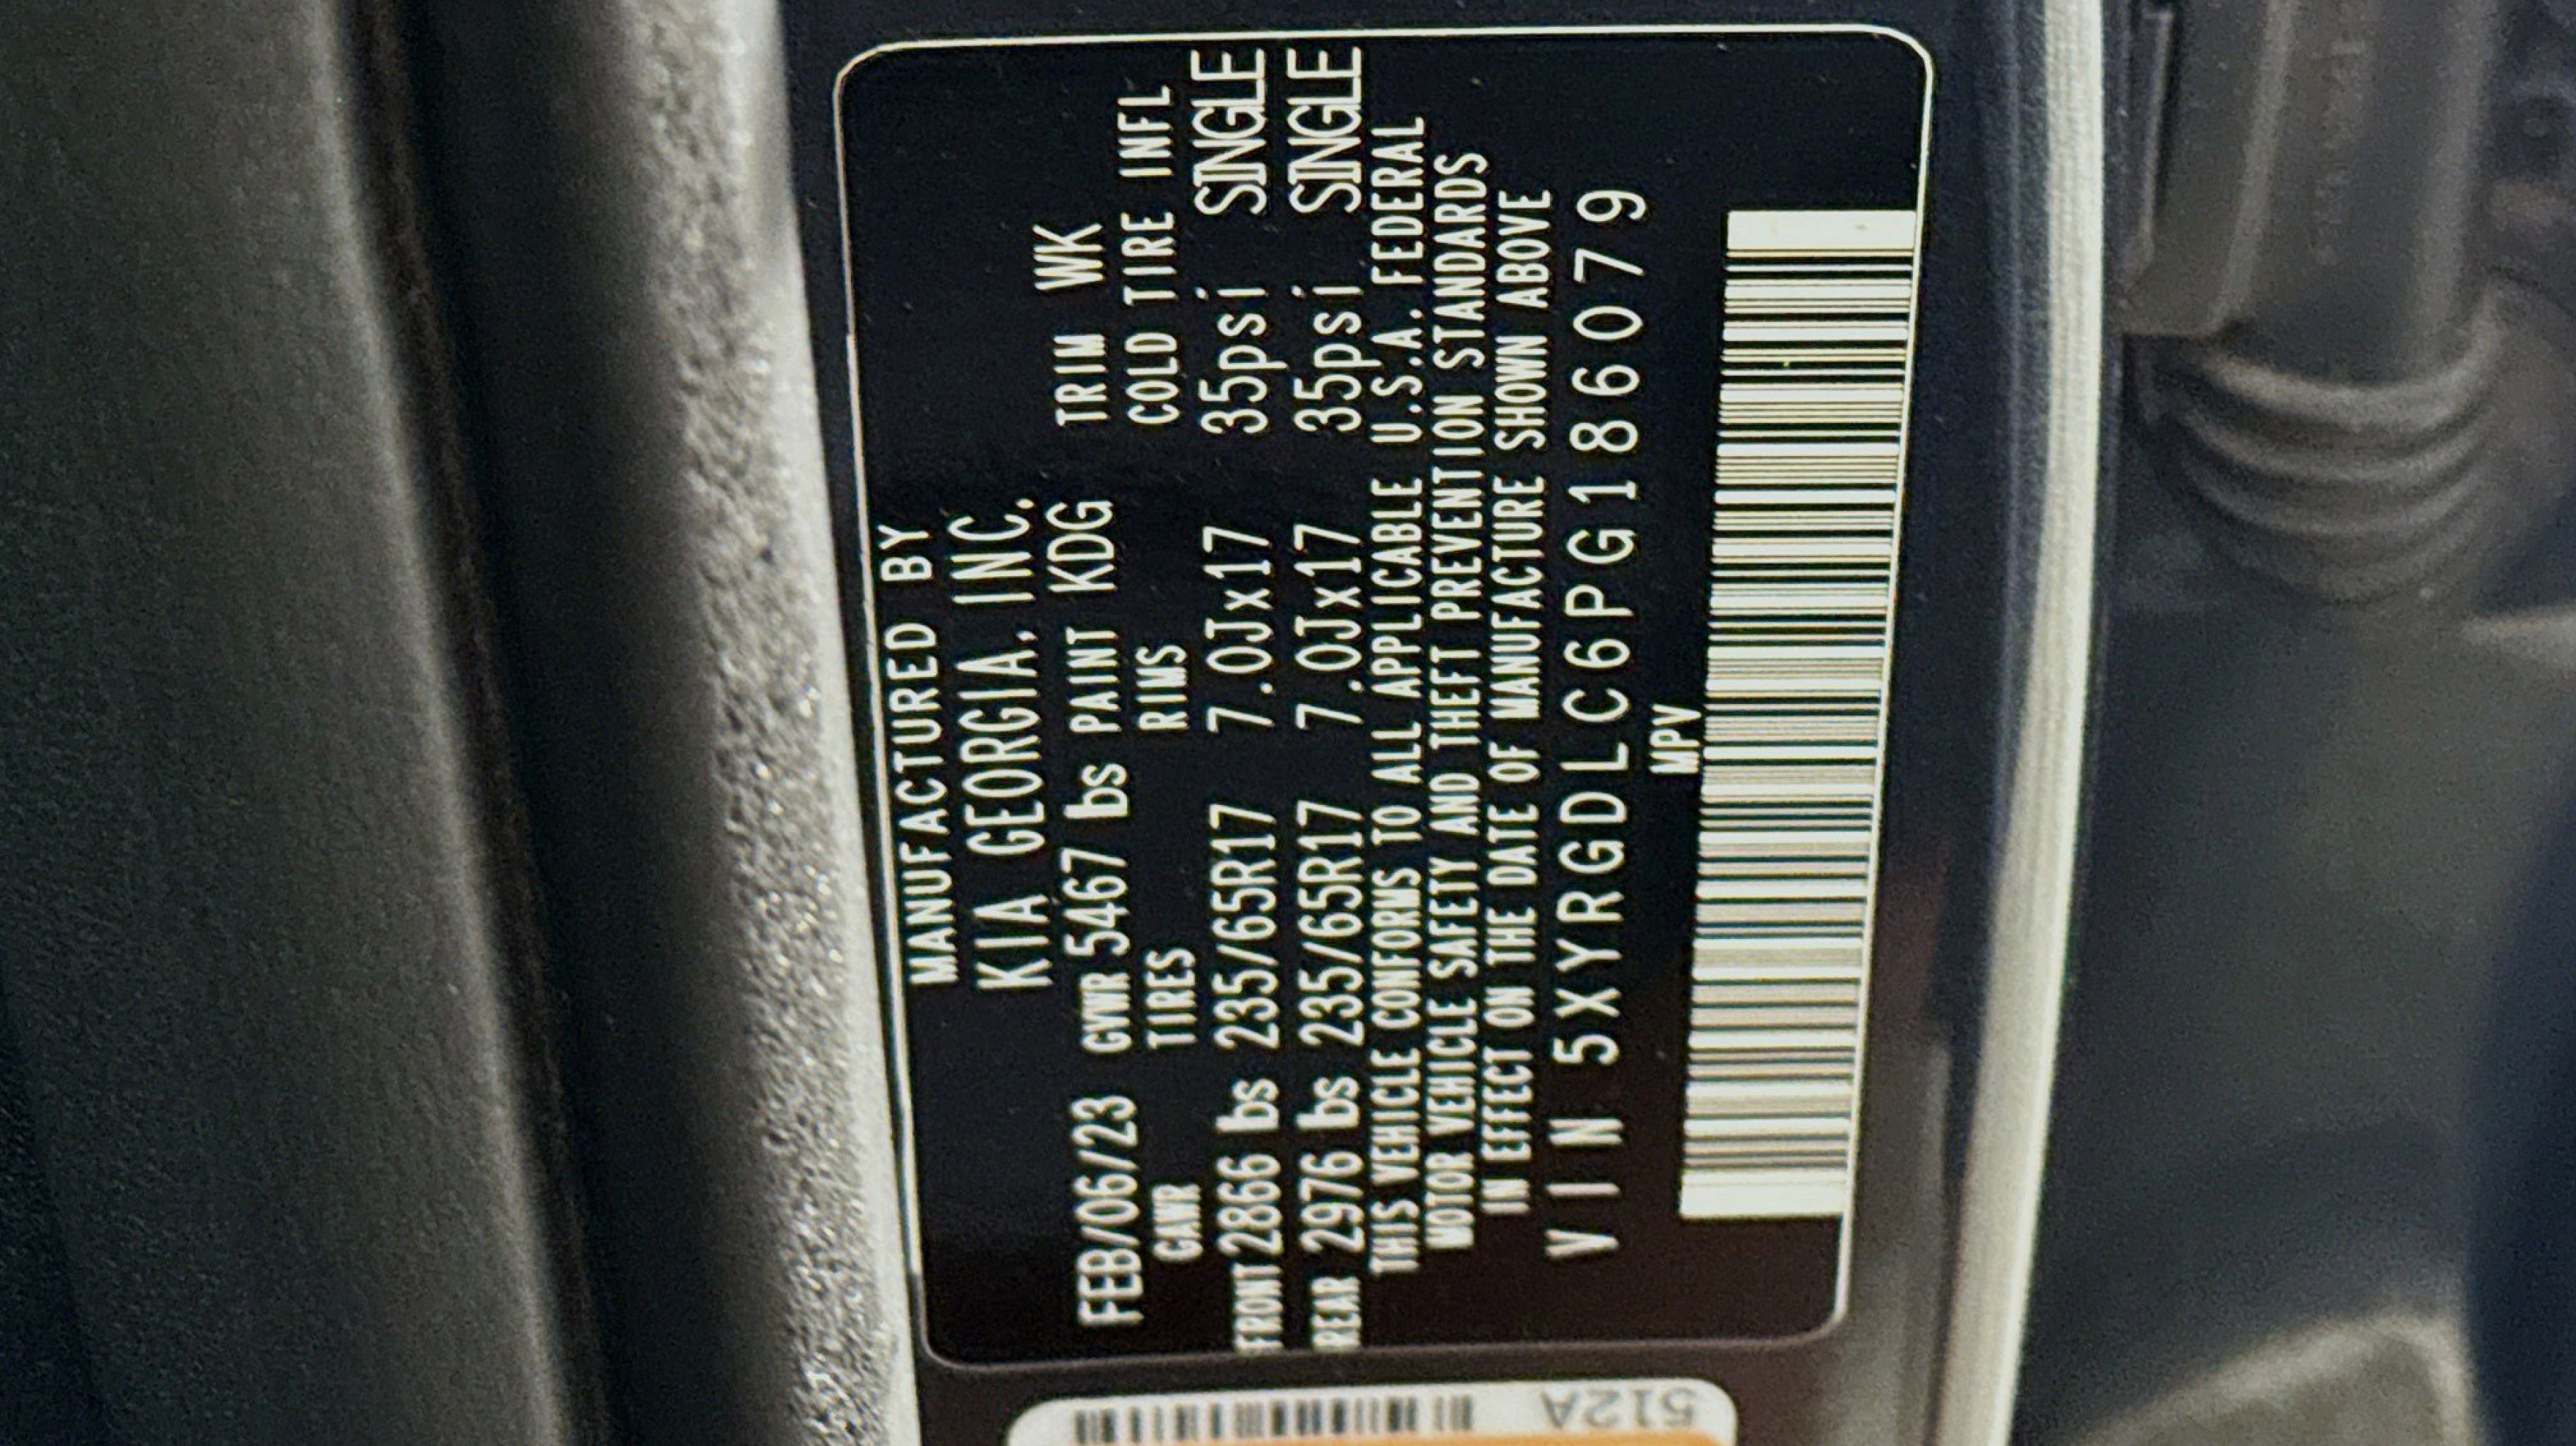 MANUFACTURED BY
KIA GEORGIA, INC.
FEB/06/23 GVWR 5467 lbs PAINT KDG TRIM WK
GAWR TIRES RIMS COLD TIRE INFL
FRONT 2866 lbs 235/65R17 7.0Jx17 35psi SINGLE
REAR 2976 lbs 235/65R17 7.0Jx17 35psi SINGLE
THIS VEHICLE CONFORMS TO ALL APPLICABLE U.S.A. FEDERAL
MOTOR VEHICLE SAFETY AND THEFT PREVENTION STANDARDS
IN EFFECT ON THE DATE OF MANUFACTURE SHOWN ABOVE
VIN 5XYRGDLC6PG186079
MPV
512A